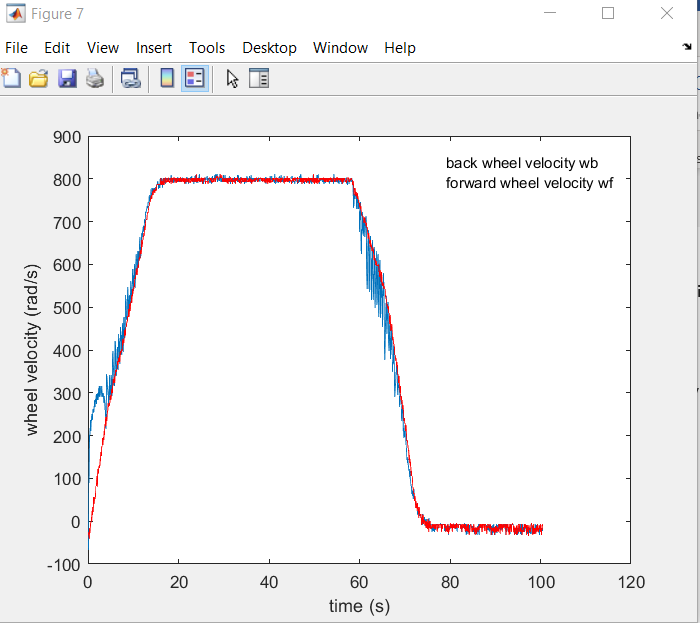 Figure 7
File Edit View Insert Tools Desktop Window Help
900
800
700
600
500
400
300
200
100
0
-100
wheel velocity (rad/s)
back wheel velocity wb
forward wheel velocity wf
0 20 40 60 80 100 120
time (s)